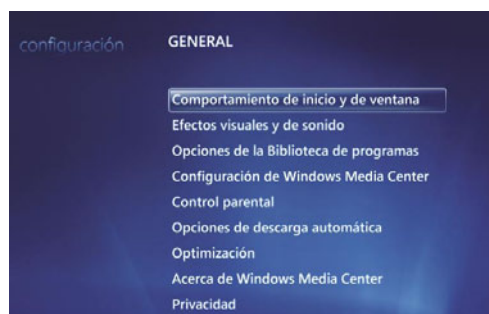 configuración
GENERAL
Comportamiento de inicio y de ventana
Efectos visuales y de sonido
Opciones de la Biblioteca de programas
Configuración de Windows Media Center
Control parental
Opciones de descarga automática
Optimización
Acerca de Windows Media Center
Privacidad